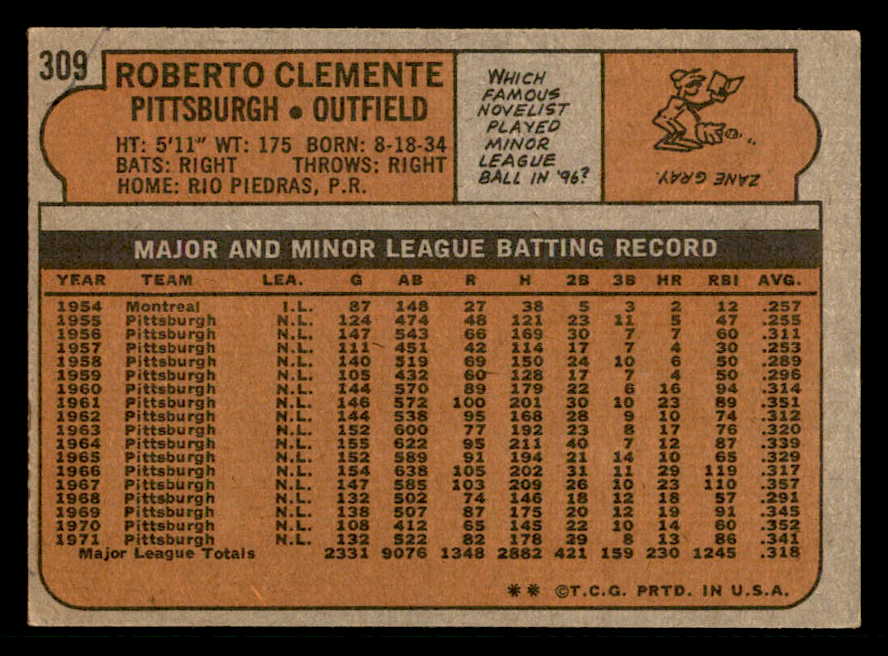 309
ROBERTO CLEMENTE
PITTSBURGH • OUTFIELD
HT: 5'11" WT: 175 BORN: 8-18-34
BATS: RIGHT THROWS: RIGHT
HOME: RIO PIEDRAS, P.R.
WHICH
FAMOUS
NOVELIST
PLAYED
MINOR
LEAGUE
BALL IN '96?
ZANE GRAY.
MAJOR AND MINOR LEAGUE BATTING RECORD
YEAR TEAM LEA. G AB R H 2B 3B HR RBI AVG.
1954 Montreal I.L. 87 148 27 38 5 3 2 12 .257
1955 Pittsburgh N.L. 124 474 48 121 23 11 5 47 .255
1956 Pittsburgh N.L. 147 543 66 169 30 7 7 60 .311
1957 Pittsburgh N.L. 111 451 42 114 17 7 4 30 .253
1958 Pittsburgh N.L. 140 519 69 150 24 10 6 50 .289
1959 Pittsburgh N.L. 105 432 60 128 17 7 4 50 .296
1960 Pittsburgh N.L. 144 570 89 179 22 6 16 94 .314
1961 Pittsburgh N.L. 146 572 100 201 30 10 23 89 .351
1962 Pittsburgh N.L. 144 538 95 168 28 9 10 74 .312
1963 Pittsburgh N.L. 152 600 77 192 23 8 17 76 .320
1964 Pittsburgh N.L. 155 622 95 211 40 7 12 87 .339
1965 Pittsburgh N.L. 152 589 91 194 21 14 10 65 .329
1966 Pittsburgh N.L. 154 638 105 202 31 11 29 119 .317
1967 Pittsburgh N.L. 147 585 103 209 26 10 23 110 .357
1968 Pittsburgh N.L. 132 502 74 146 18 12 18 57 .291
1969 Pittsburgh N.L. 138 507 87 175 20 12 19 91 .345
1970 Pittsburgh N.L. 108 412 65 145 22 10 14 60 .352
1971 Pittsburgh N.L. 132 522 82 178 29 8 13 86 .341
Major League Totals 2331 9076 1348 2882 421 159 230 1245 .318
** ©T.C.G. PRTD. IN U.S.A.